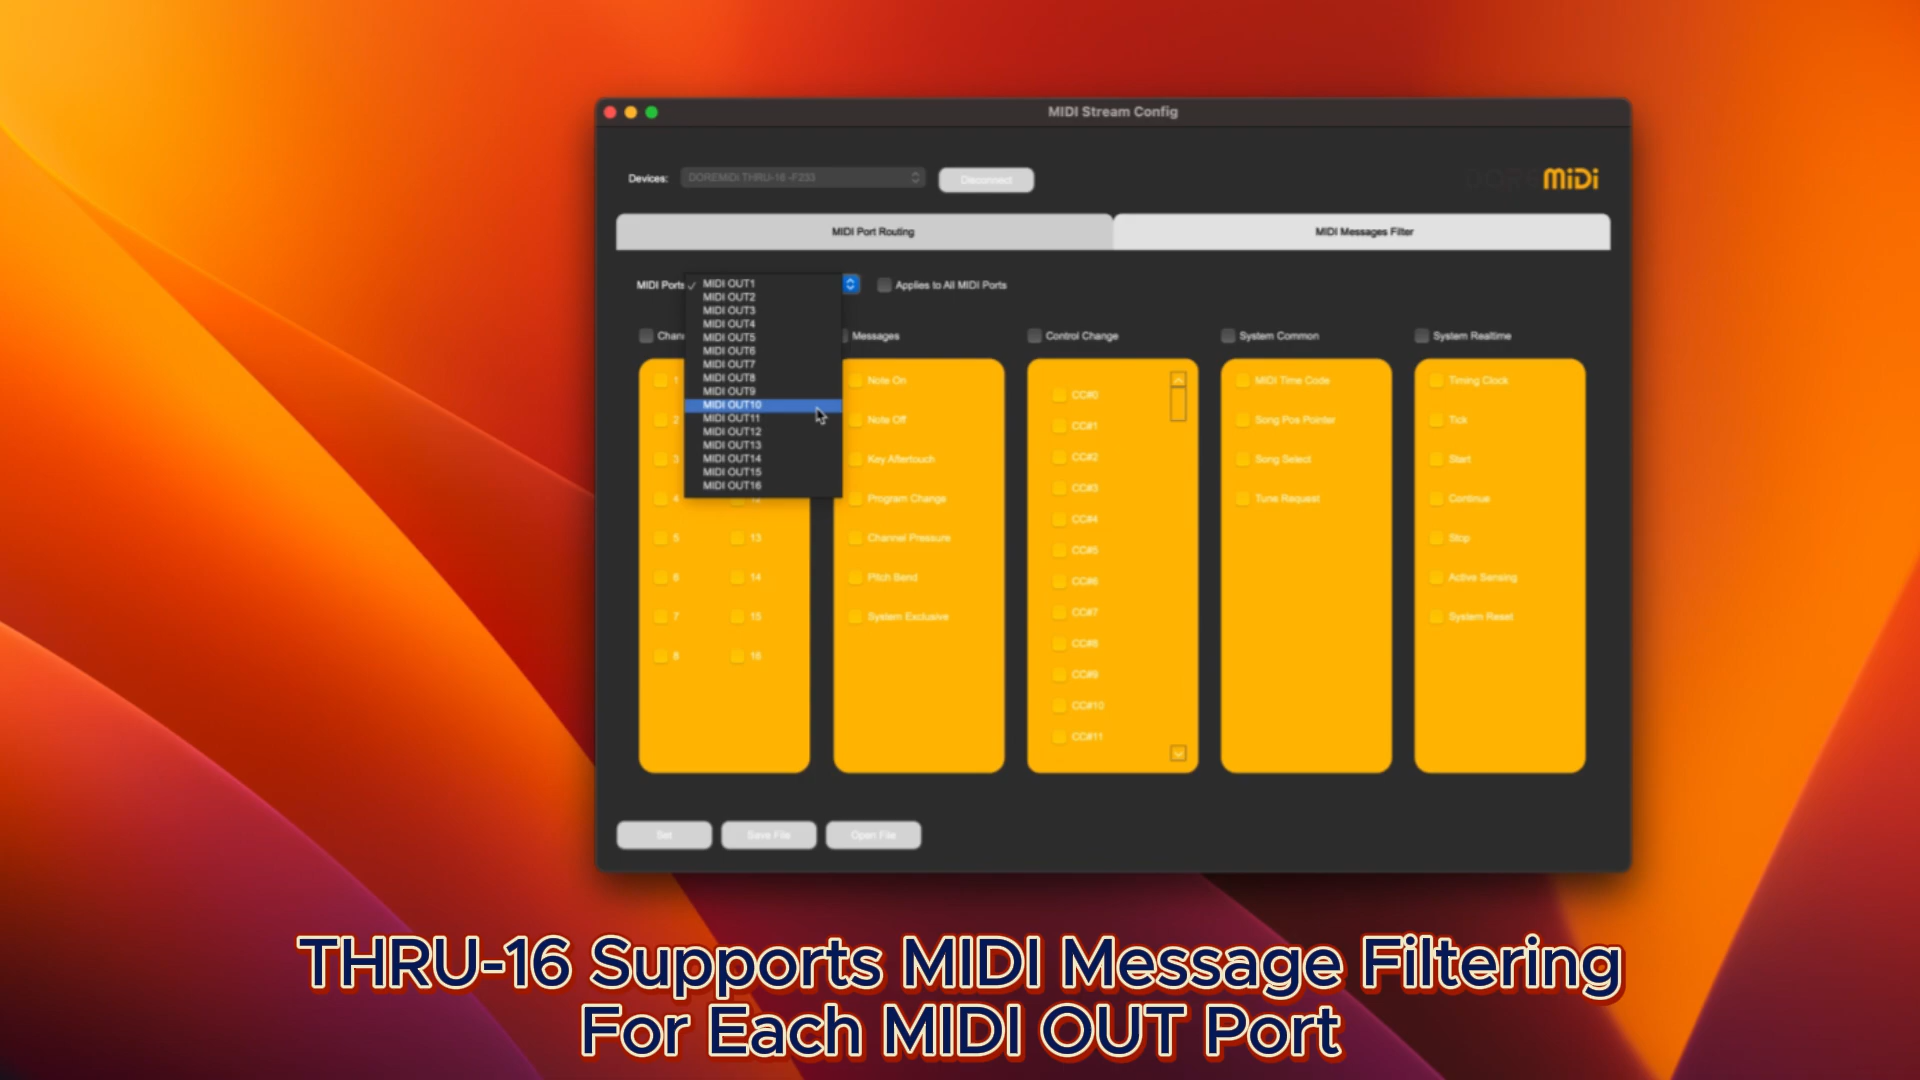 MIDI Stream Config
Devices: DOREMiDi THRU-16 -F233 Disconnect
DOREMiDi
MIDI Port Routing
MIDI Messages Filter
MIDI Ports
✓ MIDI OUT1
MIDI OUT2
MIDI OUT3
MIDI OUT4
MIDI OUT5
MIDI OUT6
MIDI OUT7
MIDI OUT8
MIDI OUT9
MIDI OUT10
MIDI OUT11
MIDI OUT12
MIDI OUT13
MIDI OUT14
MIDI OUT15
MIDI OUT16
Applies to All MIDI Ports
1
2
3
4
5
6
7
8
12
13
14
15
16
Messages
Note On
Note Off
Key Aftertouch
Program Change
Channel Pressure
Pitch Bend
System Exclusive
Control Change
CC#0
CC#1
CC#2
CC#3
CC#4
CC#5
CC#6
CC#7
CC#8
CC#9
CC#10
CC#11
System Common
MIDI Time Code
Song Pos Pointer
Song Select
Tune Request
System Realtime
Timing Clock
Tick
Start
Continue
Stop
Active Sensing
System Reset
Set
Save File
Open File
THRU-16 Supports MIDI Message Filtering
For Each MIDI OUT Port